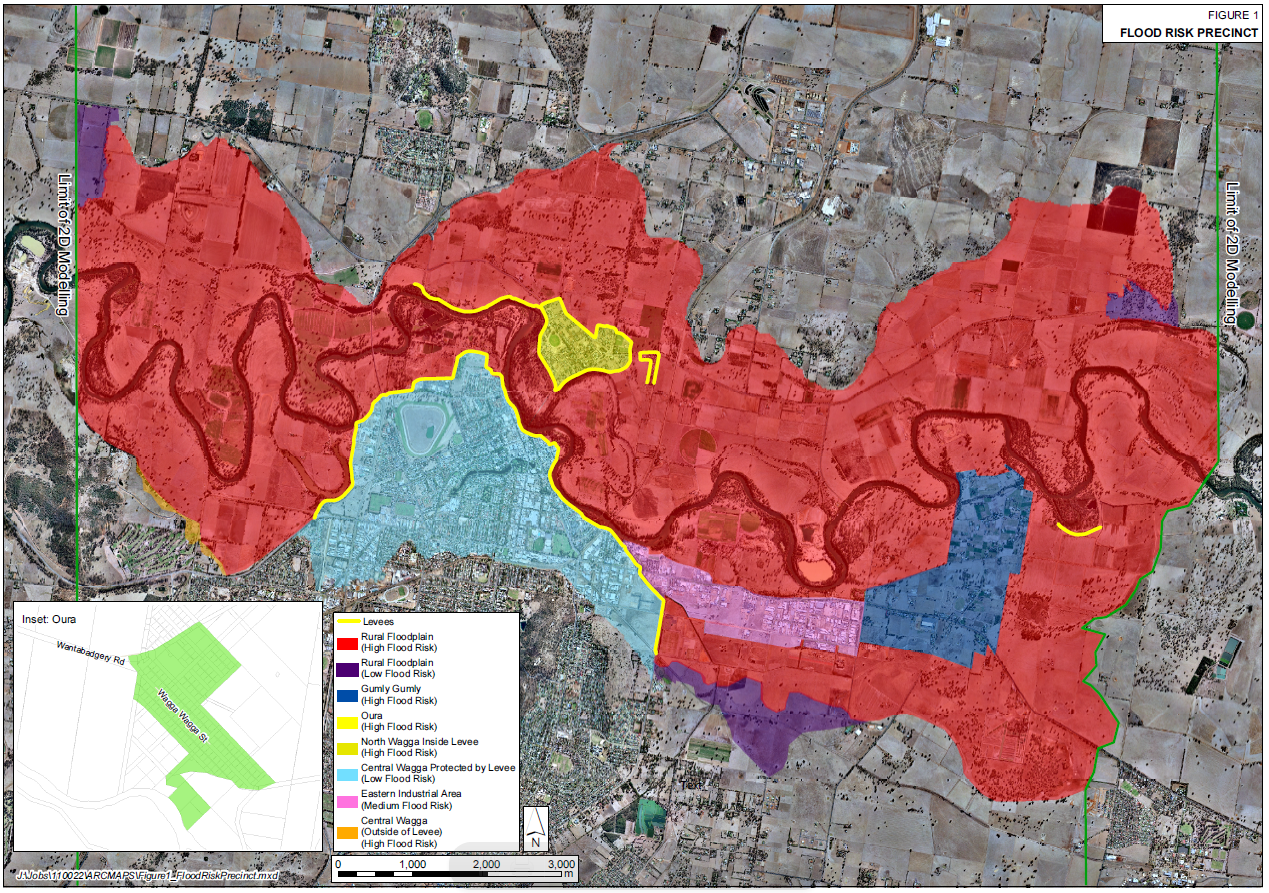 FIGURE 1
FLOOD RISK PRECINCT
Limit of 2D Modelling
Limit of 2D Modelling
Inset: Oura
Wantabadgery Rd
Wagga Wagga St
Levees
Rural Floodplain
(High Flood Risk)
Rural Floodplain
(Low Flood Risk)
Gumly Gumly
(High Flood Risk)
Oura
(High Flood Risk)
North Wagga Inside Levee
(High Flood Risk)
Central Wagga Protected by Levee
(Low Flood Risk)
Eastern Industrial Area
(Medium Flood Risk)
Central Wagga
(Outside of Levee)
(High Flood Risk)
N
0 1,000 2,000 3,000
m
J:\Jobs\110022\ARCMAPS\Figure1_FloodRiskPrecinct.mxd